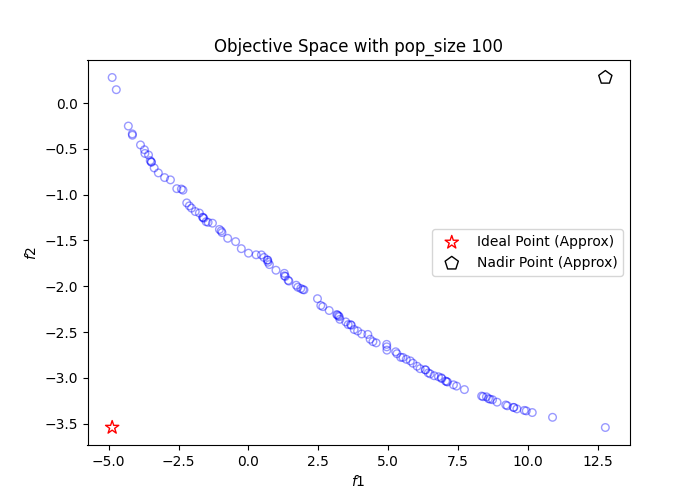 Objective Space with pop_size 100
f2
0.0
−0.5
−1.0
−1.5
−2.0
−2.5
−3.0
−3.5
Ideal Point (Approx)
Nadir Point (Approx)
−5.0 −2.5 0.0 2.5 5.0 7.5 10.0 12.5
f1